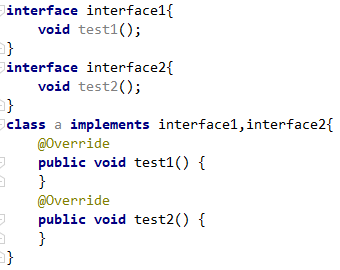 interface interface1{
    void test1();
}
interface interface2{
    void test2();
}
class a implements interface1,interface2{
    @Override
    public void test1() {
    }
    @Override
    public void test2() {
    }
}